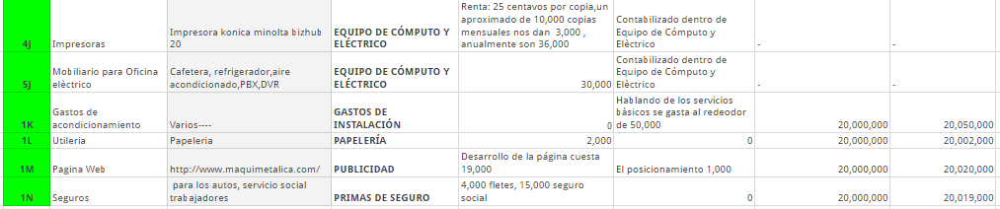 4J Impresoras Impresora konica minolta bizhub 20 EQUIPO DE CÓMPUTO Y ELÉCTRICO Renta: 25 centavos por copia,un aproximado de 10,000 copias mensuales nos dan 3,000 , anualmente son 36,000 Contabilizado dentro de Equipo de Cómputo y Elèctrico - -
5J Mobiliario para Oficina elèctrico Cafetera, refrigerador,aire acondicionado,PBX,DVR EQUIPO DE CÓMPUTO Y ELÉCTRICO 30,000 Contabilizado dentro de Equipo de Cómputo y Elèctrico - -
1K Gastos de acondicionamiento Varios---- GASTOS DE INSTALACIÓN 0 Hablando de los servicios bàsicos se gasta al redeodor de 50,000 20,000,000 20,050,000
1L Utileria Papeleria PAPELERÍA 2,000 0 20,000,000 20,002,000
1M Pagina Web http://www.maquimetalica.com/ PUBLICIDAD Desarrollo de la página cuesta 19,000 El posicionamiento 1,000 20,000,000 20,020,000
1N Seguros para los autos, servicio social trabajadores PRIMAS DE SEGURO 4,000 fletes, 15,000 seguro social 0 20,000,000 20,019,000